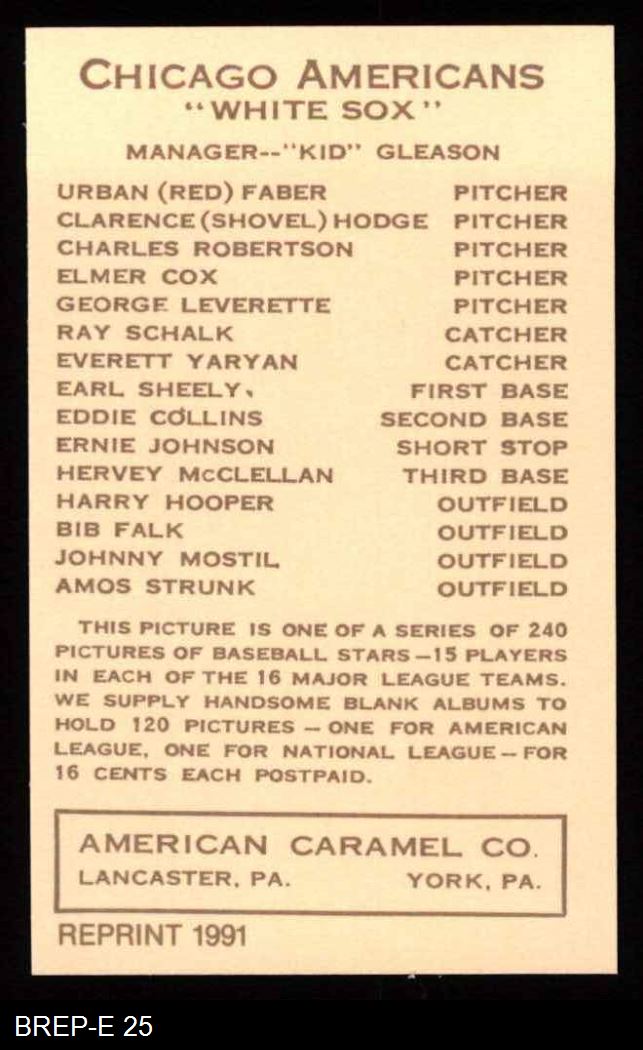 CHICAGO AMERICANS
"WHITE SOX"
MANAGER--"KID" GLEASON
URBAN (RED) FABER PITCHER
CLARENCE (SHOVEL) HODGE PITCHER
CHARLES ROBERTSON PITCHER
ELMER COX PITCHER
GEORGE LEVERETTE PITCHER
RAY SCHALK CATCHER
EVERETT YARYAN CATCHER
EARL SHEELY. FIRST BASE
EDDIE COLLINS SECOND BASE
ERNIE JOHNSON SHORT STOP
HERVEY McCLELLAN THIRD BASE
HARRY HOOPER OUTFIELD
BIB FALK OUTFIELD
JOHNNY MOSTIL OUTFIELD
AMOS STRUNK OUTFIELD
THIS PICTURE IS ONE OF A SERIES OF 240
PICTURES OF BASEBALL STARS—15 PLAYERS
IN EACH OF THE 16 MAJOR LEAGUE TEAMS.
WE SUPPLY HANDSOME BLANK ALBUMS TO
HOLD 120 PICTURES — ONE FOR AMERICAN
LEAGUE, ONE FOR NATIONAL LEAGUE — FOR
16 CENTS EACH POSTPAID.
AMERICAN CARAMEL CO.
LANCASTER, PA. YORK, PA.
REPRINT 1991
BREP-E 25